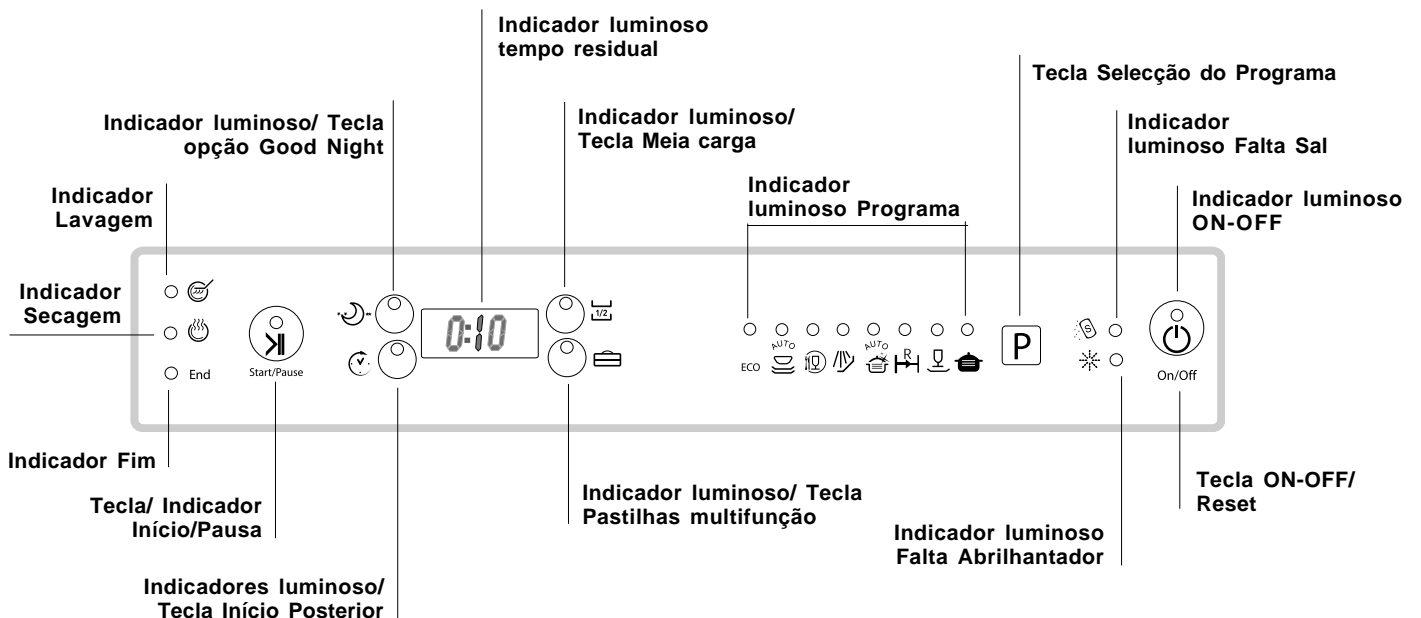 Indicador luminoso
tempo residual
Tecla Selecção do Programa
Indicador luminoso/ Tecla
opção Good Night
Indicador luminoso/
Tecla Meia carga
Indicador
luminoso Falta Sal
Indicador
Lavagem
Indicador
luminoso Programa
Indicador luminoso
ON-OFF
Indicador
Secagem
1/2
0:10
AUTO
AUTO
R
P
S
ECO
Start/Pause
End
On/Off
Indicador Fim
Tecla/ Indicador
Início/Pausa
Indicador luminoso/ Tecla
Pastilhas multifunção
Tecla ON-OFF/
Reset
Indicador luminoso
Falta Abrilhantador
Indicadores luminoso/
Tecla Início Posterior